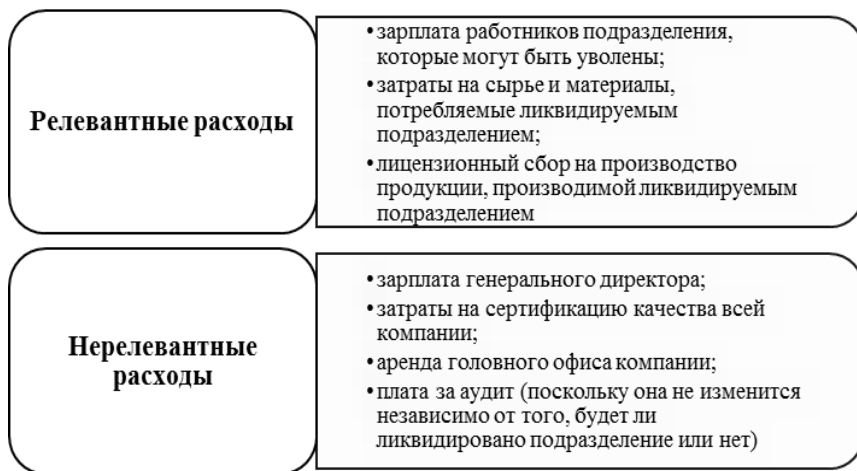 Релевантные расходы
•зарплата работников подразделения,
которые могут быть уволены;
•затраты на сырье и материалы,
потребляемые ликвидируемым
подразделением;
•лицензионный сбор на производство
продукции, производимой ликвидируемым
подразделением
Нерелевантные
расходы
•зарплата генерального директора;
•затраты на сертификацию качества всей
компании;
•аренда головного офиса компании;
•плата за аудит (поскольку она не изменится
независимо от того, будет ли
ликвидировано подразделение или нет)